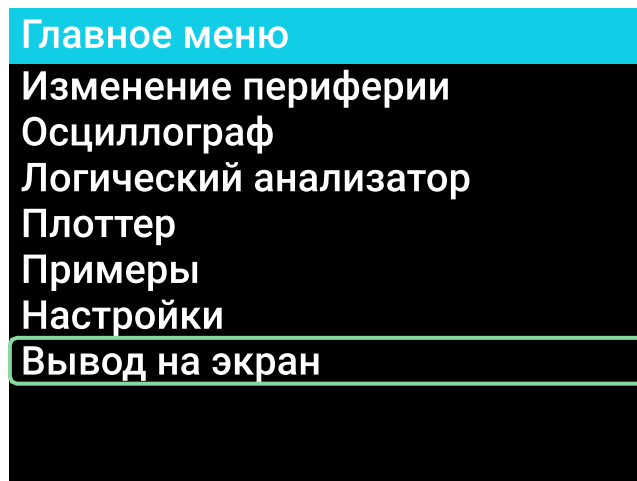 Главное меню
Изменение периферии
Осциллограф
Логический анализатор
Плоттер
Примеры
Настройки
Вывод на экран